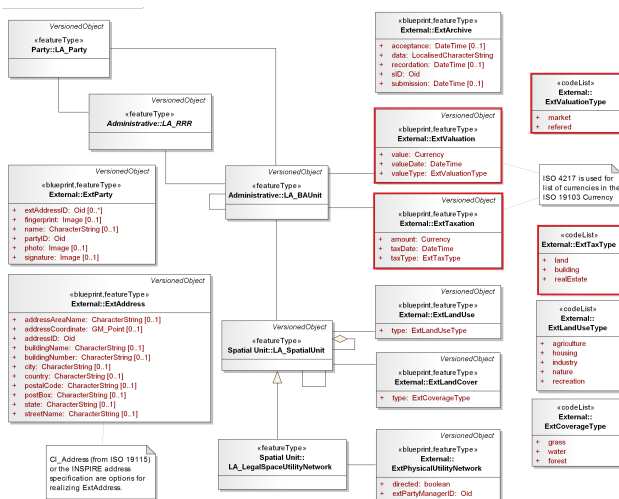 VersionedObject
«featureType»
Party::LA_Party
VersionedObject
«featureType»
Administrative::LA_RRR
VersionedObject
«blueprint,featureType»
External::ExtParty
+ extAddressID: Oid [0..*]
+ fingerprint: Image [0..1]
+ name: CharacterString [0..1]
+ partyID: Oid
+ photo: Image [0..1]
+ signature: Image [0..1]
VersionedObject
«blueprint,featureType»
External::ExtAddress
+ addressAreaName: CharacterString [0..1]
+ addressCoordinate: GM_Point [0..1]
+ addressID: Oid
+ buildingName: CharacterString [0..1]
+ buildingNumber: CharacterString [0..1]
+ city: CharacterString [0..1]
+ country: CharacterString [0..1]
+ postalCode: CharacterString [0..1]
+ postBox: CharacterString [0..1]
+ state: CharacterString [0..1]
+ streetName: CharacterString [0..1]
CI_Address (from ISO 19115)
or the INSPIRE address
specification are options for
realizing ExtAddress.
VersionedObject
«featureType»
Administrative::LA_BAUnit
VersionedObject
«featureType»
Spatial Unit::LA_SpatialUnit
VersionedObject
«featureType»
Spatial Unit::
LA_LegalSpaceUtilityNetwork
«blueprint,featureType»
External::ExtArchive
+ acceptance: DateTime [0..1]
+ data: LocalisedCharacterString
+ recordation: DateTime [0..1]
+ sID: Oid
+ submission: DateTime [0..1]
VersionedObject
«blueprint,featureType»
External::ExtValuation
+ value: Currency
+ valueDate: DateTime
+ valueType: ExtValuationType
VersionedObject
«blueprint,featureType»
External::ExtTaxation
+ amount: Currency
+ taxDate: DateTime
+ taxType: ExtTaxType
VersionedObject
«blueprint,featureType»
External::ExtLandUse
+ type: ExtLandUseType
VersionedObject
«blueprint,featureType»
External::ExtLandCover
+ type: ExtCoverageType
VersionedObject
«blueprint,featureType»
External::
ExtPhysicalUtilityNetwork
+ directed: boolean
+ extPartyManagerID: Oid
«codeList»
External::
ExtValuationType
+ market
+ refered
ISO 4217 is used for
list of currencies in the
ISO 19103 Currency
«codeList»
External::ExtTaxType
+ land
+ building
+ realEstate
«codeList»
External::
ExtLandUseType
+ agriculture
+ housing
+ industry
+ nature
+ recreation
«codeList»
External::
ExtCoverageType
+ grass
+ water
+ forest